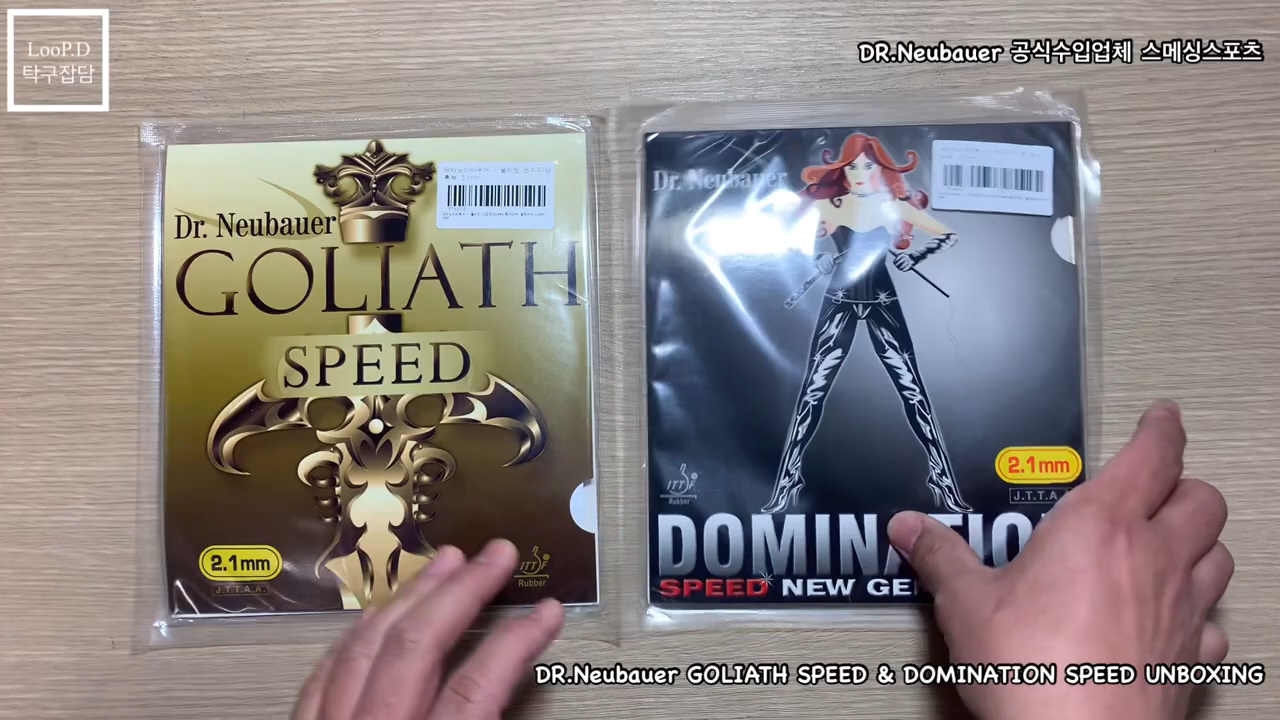 LooP.D
탁구잡담
DR.Neubauer 공식수입업체 스메싱스포츠
Dr. Neubauer
GOLIATH
SPEED
2.1mm
J.T.T.A.A.
ITTF
Rubber
Dr. Neubauer
2.1mm
J.T.T.A
ITTF
Rubber
DOMINATIO
SPEED NEW GE
DR.Neubauer GOLIATH SPEED & DOMINATION SPEED UNBOXING